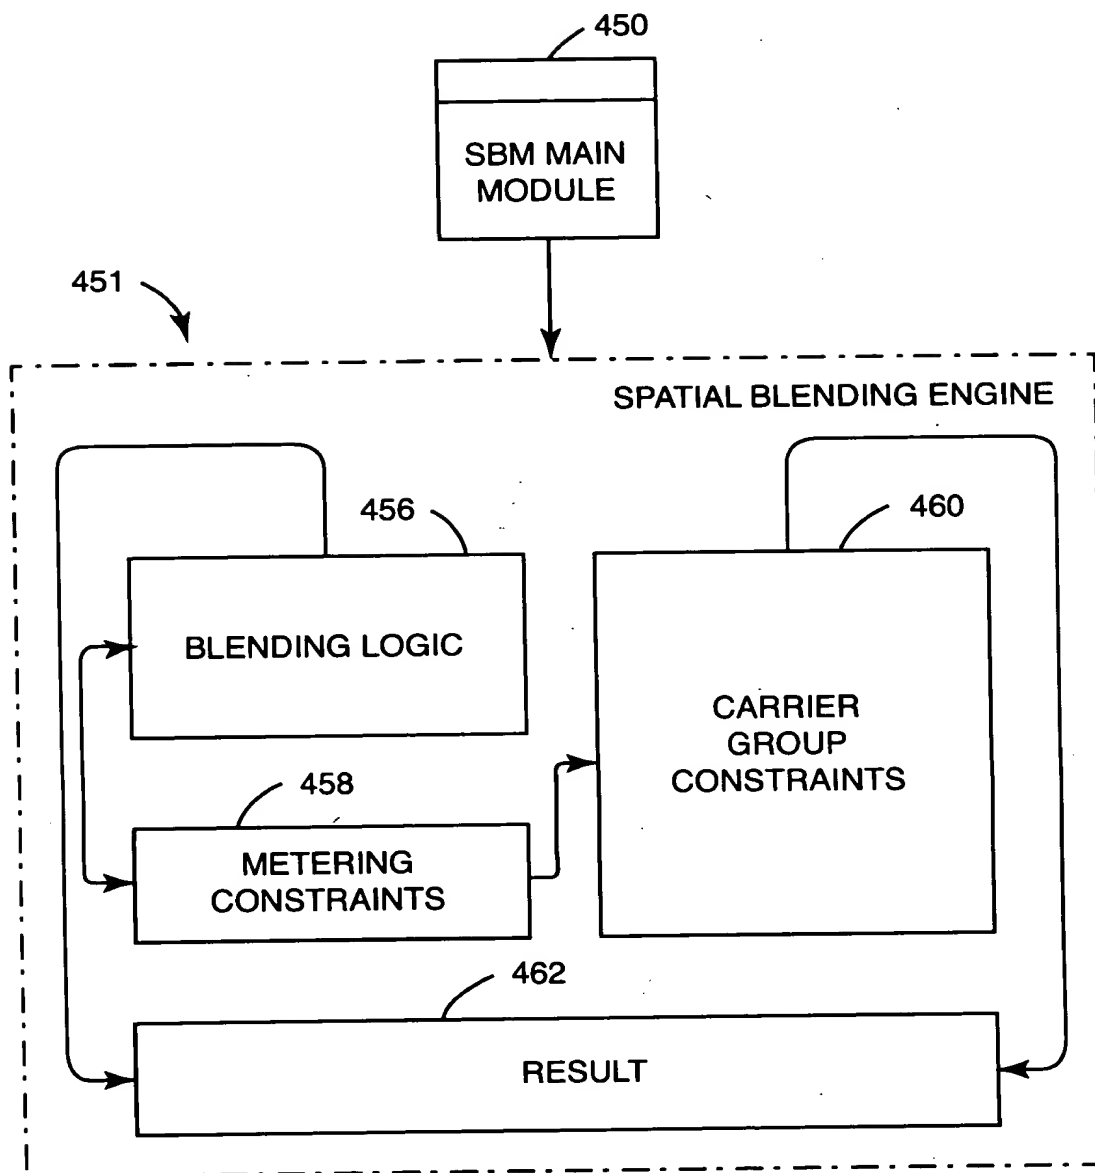 450
SBM MAIN
MODULE
451
SPATIAL BLENDING ENGINE
456
460
BLENDING LOGIC
CARRIER
GROUP
CONSTRAINTS
458
METERING
CONSTRAINTS
462
RESULT